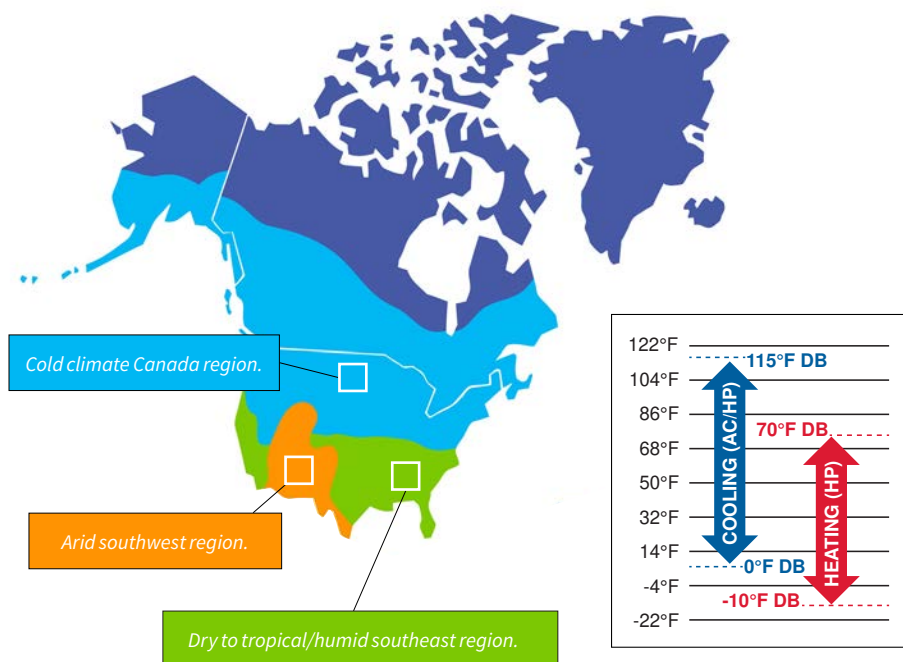 Cold climate Canada region.
Arid southwest region.
Dry to tropical/humid southeast region.
122°F
115°F DB
104°F
86°F
70°F DB
68°F
50°F
32°F
14°F
0°F DB
-4°F
-10°F DB
-22°F
COOLING (AC/HP)
HEATING (HP)